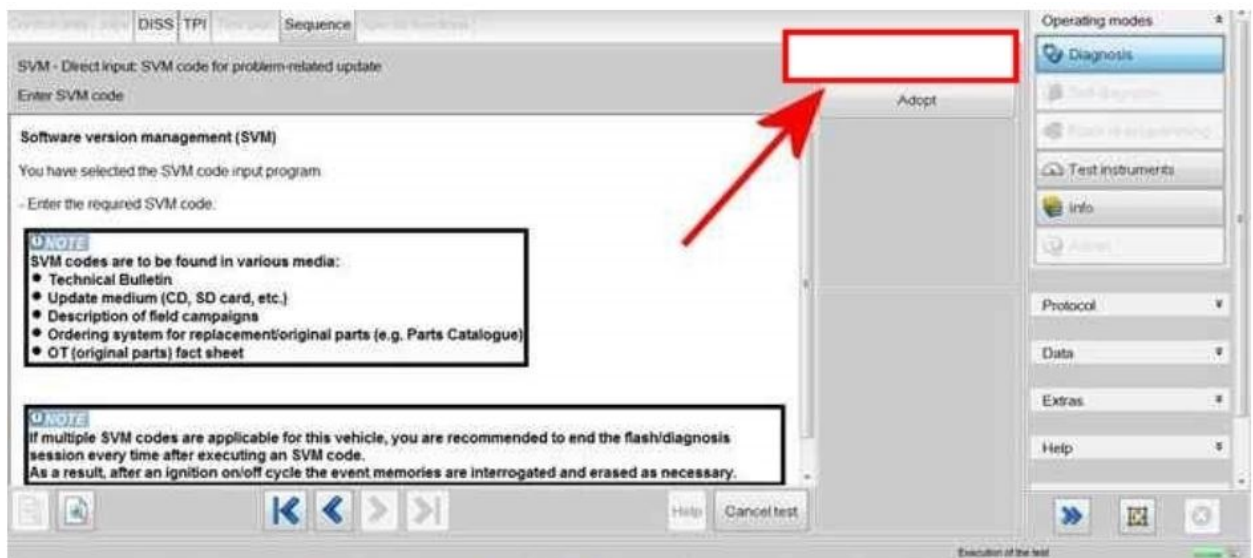 DISS TPI Sequence
Operating modes
SVM - Direct input: SVM code for problem-related update
Diagnosis
Enter SVM code
Adopt
Software version management (SVM)
You have selected the SVM code input program
Test instruments
- Enter the required SVM code.
Info
NOTE
SVM codes are to be found in various media:
● Technical Bulletin
● Update medium (CD, SD card, etc.)
● Description of field campaigns
● Ordering system for replacement/original parts (e.g. Parts Catalogue)
● OT (original parts) fact sheet
Protocol
Data
Extras
NOTE
If multiple SVM codes are applicable for this vehicle, you are recommended to end the flash/diagnosis
session every time after executing an SVM code.
As a result, after an ignition on/off cycle the event memories are interrogated and erased as necessary.
Help
Help Cancel test
Execution of the test